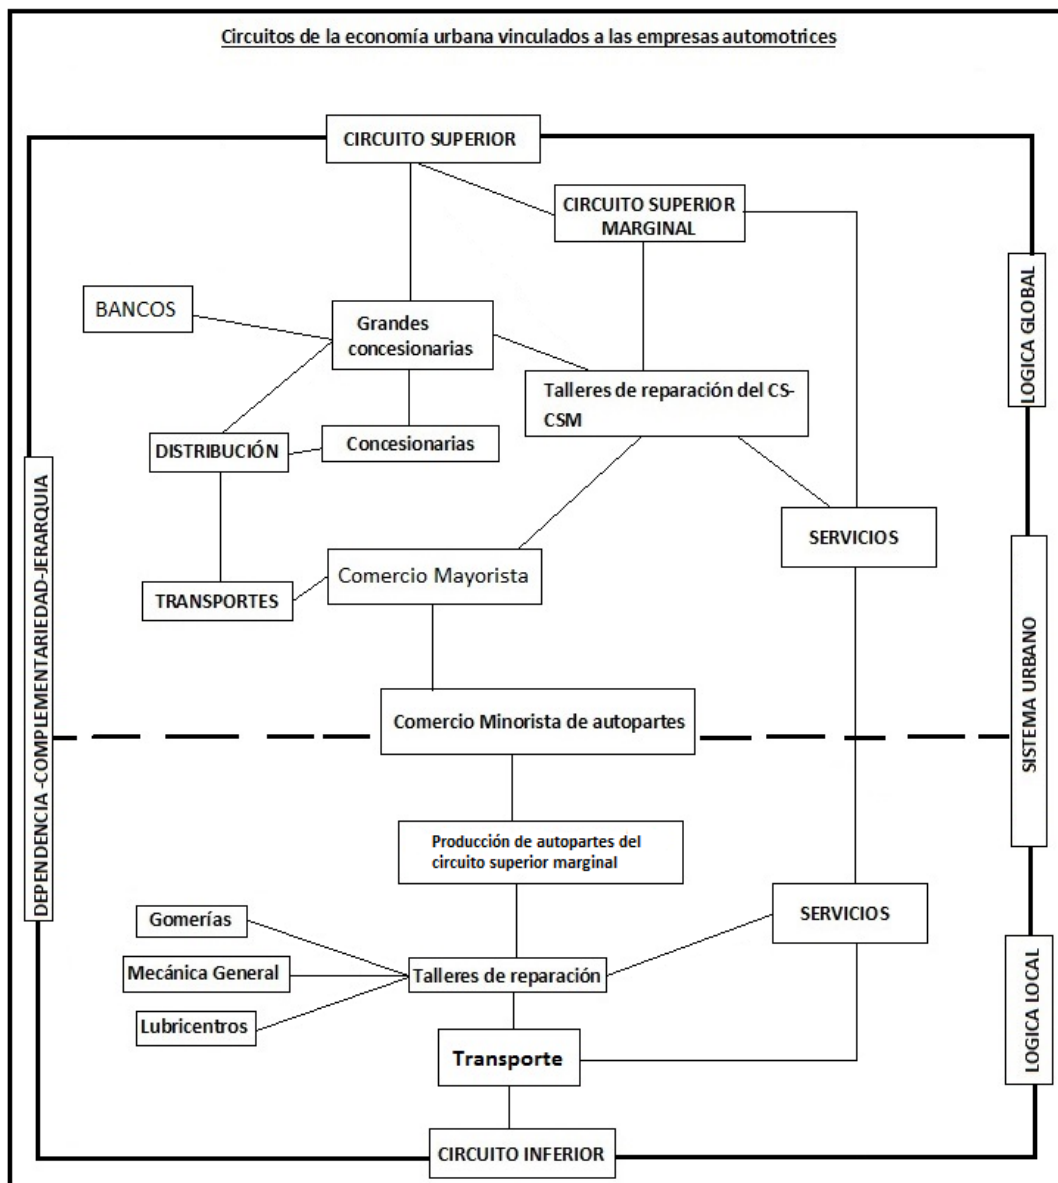 Circuitos de la economía urbana vinculados a las empresas automotrices
CIRCUITO SUPERIOR
CIRCUITO SUPERIOR
MARGINAL
BANCOS
Grandes
concesionarias
LOGICA GLOBAL
Talleres de reparación del CS-
CSM
DISTRIBUCIÓN
Concesionarias
SERVICIOS
Comercio Mayorista
TRANSPORTES
DEPENDENCIA -COMPLEMENTARIEDAD-JERARQUIA
SISTEMA URBANO
Comercio Minorista de autopartes
Producción de autopartes del
circuito superior marginal
Gomerías
SERVICIOS
Mecánica General
Talleres de reparación
Lubricentros
LOGICA LOCAL
Transporte
CIRCUITO INFERIOR